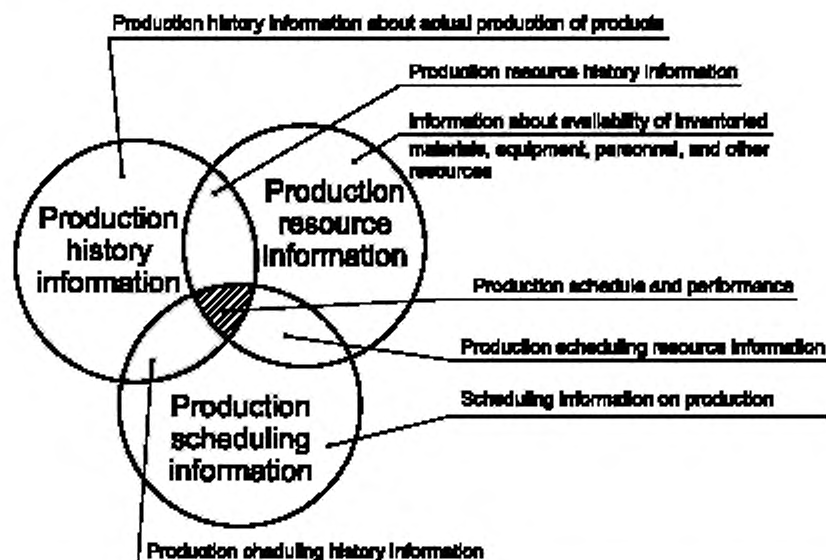 Production history information about actual production of products
Production resource history information
Information about availability of inventoried
materials, equipment, personnel, and other
resources
Production
history
information
Production
resource
information
Production schedule and performance
Production scheduling resource information
Scheduling information on production
Production
scheduling
information
Production cheduling history information